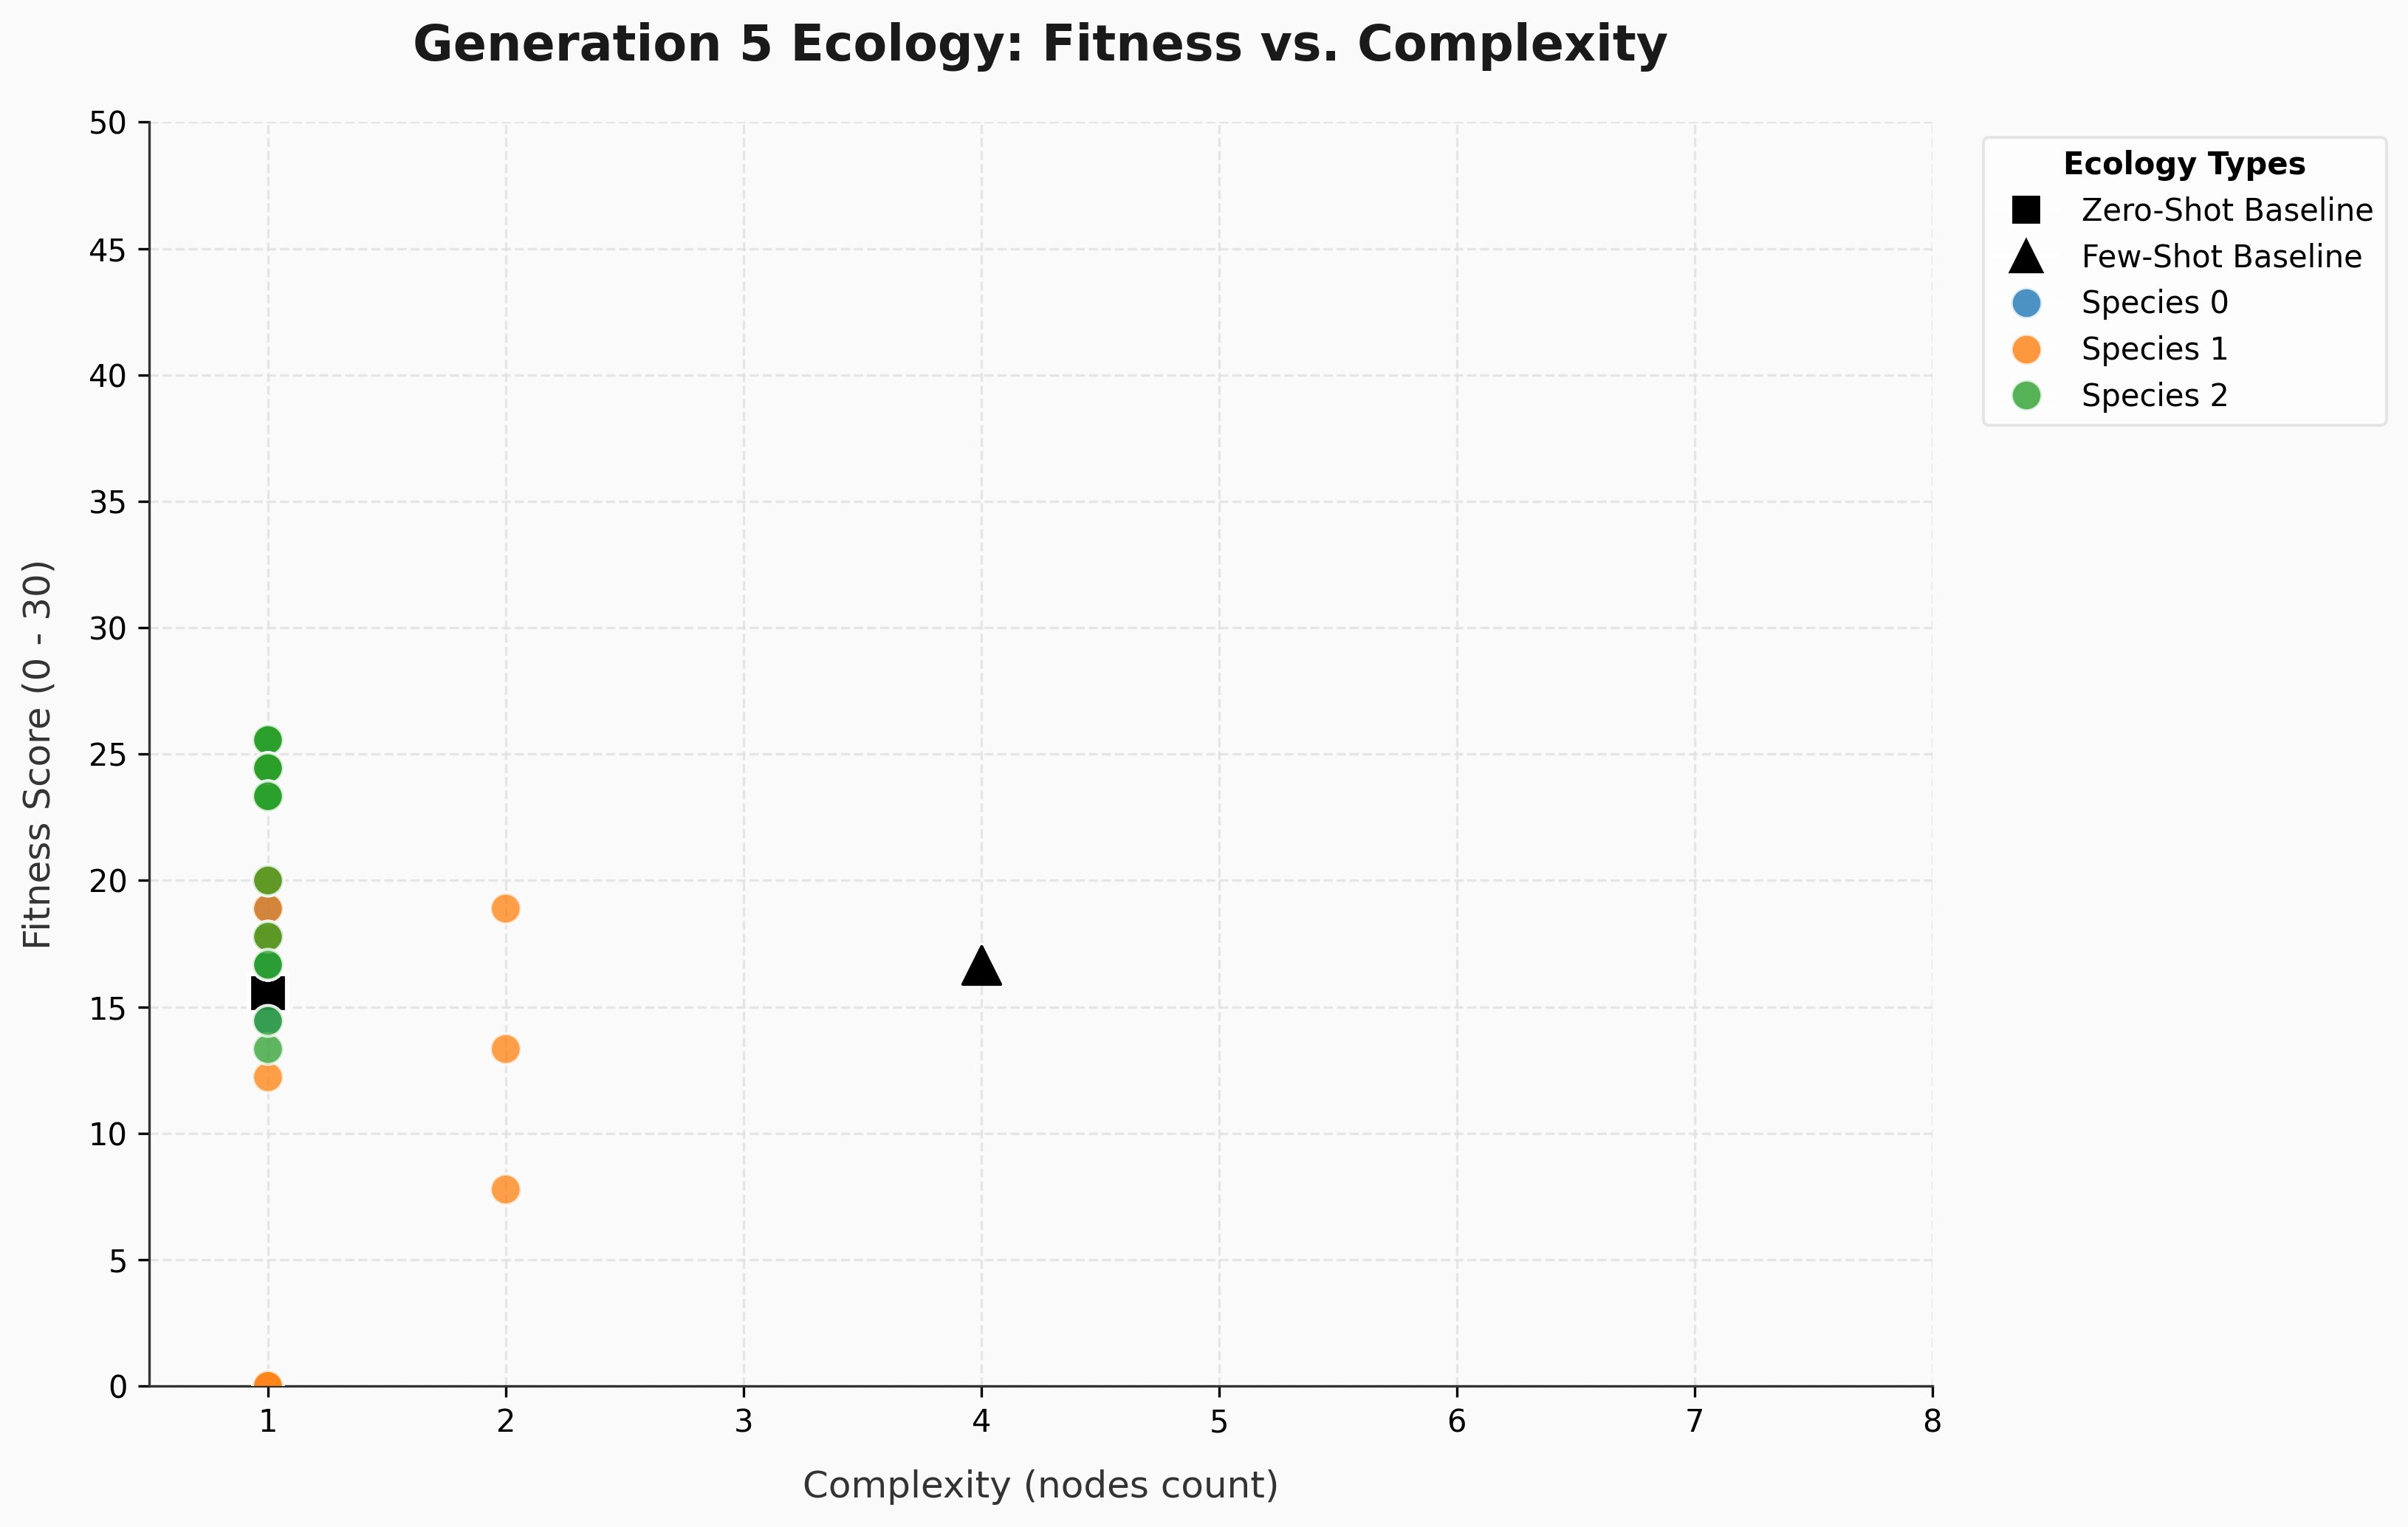 Generation 5 Ecology: Fitness vs. Complexity
50
45
40
35
30
25
20
15
10
5
0
Fitness Score (0 - 30)
1 2 3 4 5 6 7 8
Complexity (nodes count)
Ecology Types
Zero-Shot Baseline
Few-Shot Baseline
Species 0
Species 1
Species 2